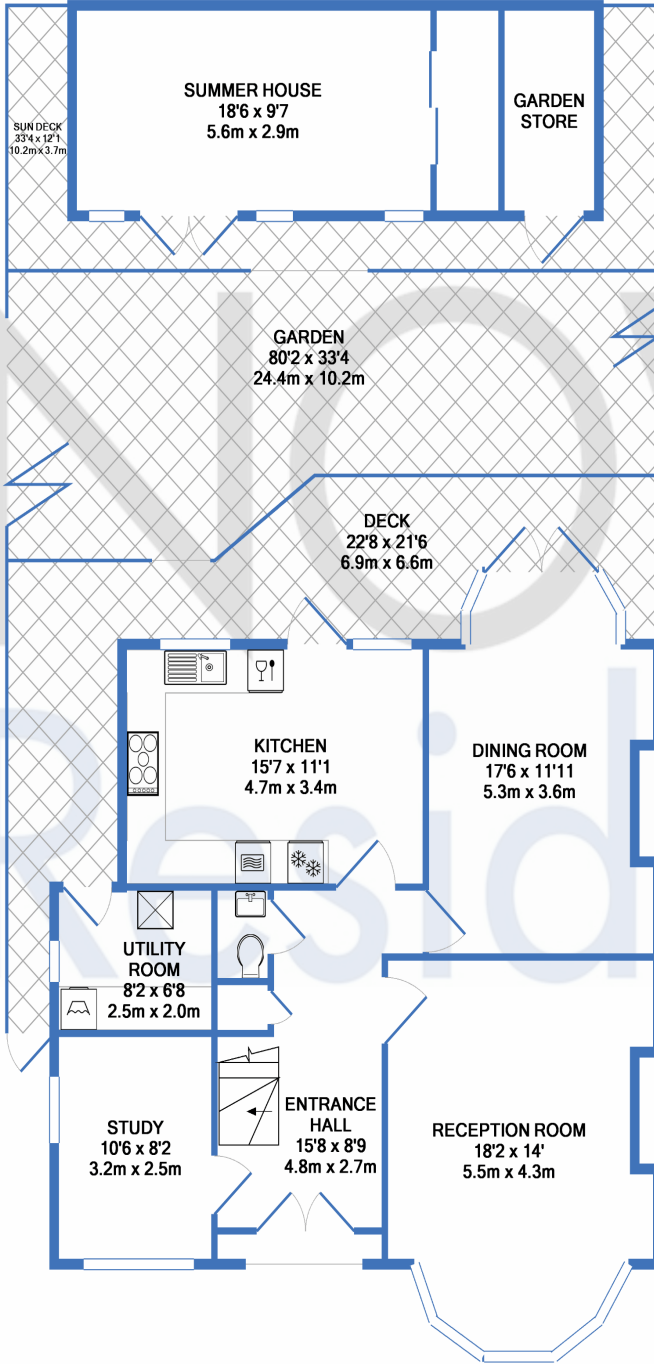 SUMMER HOUSE
18'6 x 9'7
5.6m x 2.9m
GARDEN
STORE
SUN DECK
33'4 x 12'1
10.2m x 3.7m
GARDEN
80'2 x 33'4
24.4m x 10.2m
DECK
22'8 x 21'6
6.9m x 6.6m
KITCHEN
15'7 x 11'1
4.7m x 3.4m
DINING ROOM
17'6 x 11'11
5.3m x 3.6m
UTILITY
ROOM
8'2 x 6'8
2.5m x 2.0m
STUDY
10'6 x 8'2
3.2m x 2.5m
ENTRANCE
HALL
15'8 x 8'9
4.8m x 2.7m
RECEPTION ROOM
18'2 x 14'
5.5m x 4.3m
NO
Resid